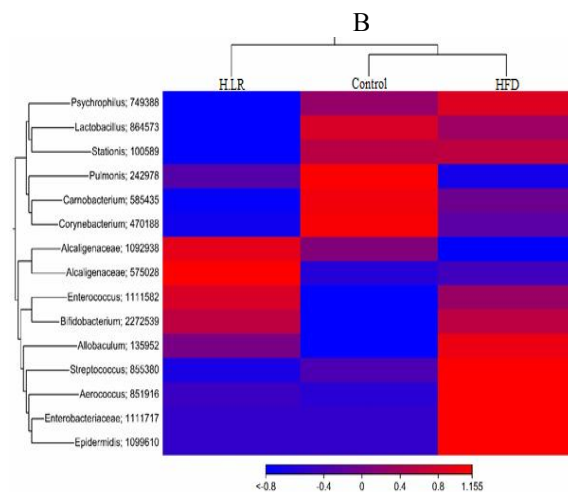 B
H.LR Control HFD
Psychrophilus; 749388
Lactobacillus; 864573
Stationis; 100589
Pulmonis; 242978
Carnobacterium; 585435
Corynebacterium; 470188
Alcaligenaceae; 1092938
Alcaligenaceae; 575028
Enterococcus; 1111582
Bifidobacterium; 2272539
Allobaculum; 135952
Streptococcus; 855380
Aerococcus; 851916
Enterobacteriaceae; 1111717
Epidermidis; 1099610
<-0.8 -0.4 0 0.4 0.8 1.155